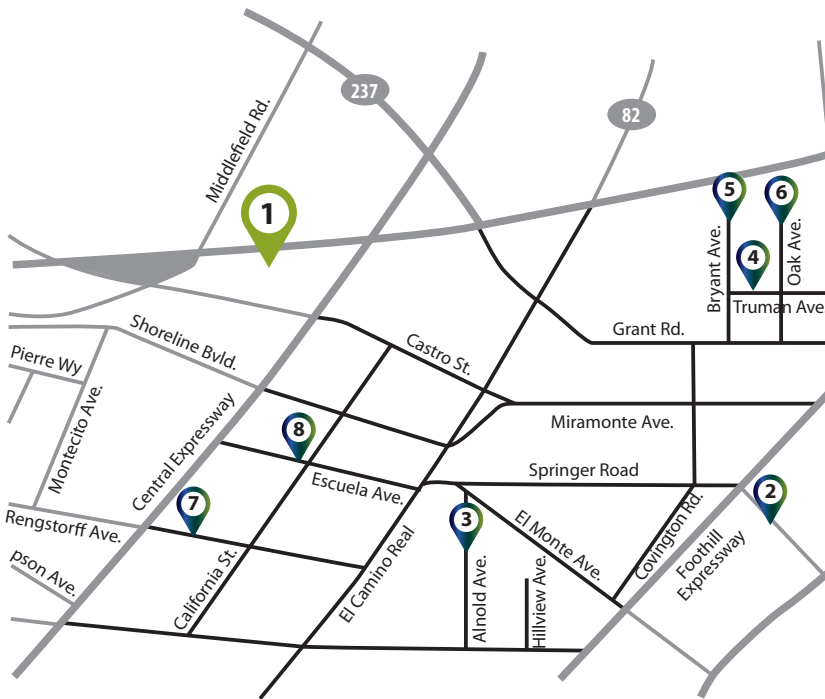 237
82
Middlefield Rd.
1
5
6
4
Bryant Ave.
Oak Ave.
Truman Ave
Grant Rd.
Shoreline Bvld.
Castro St.
Pierre Wy
Montecito Ave.
Central Expressway
Miramonte Ave.
8
Escuela Ave.
Springer Road
Rengstorff Ave.
7
3
El Monte Ave.
Covington Rd.
2
Foothill
Expressway
pson Ave.
California St.
El Camino Real
Alnold Ave.
Hillview Ave.